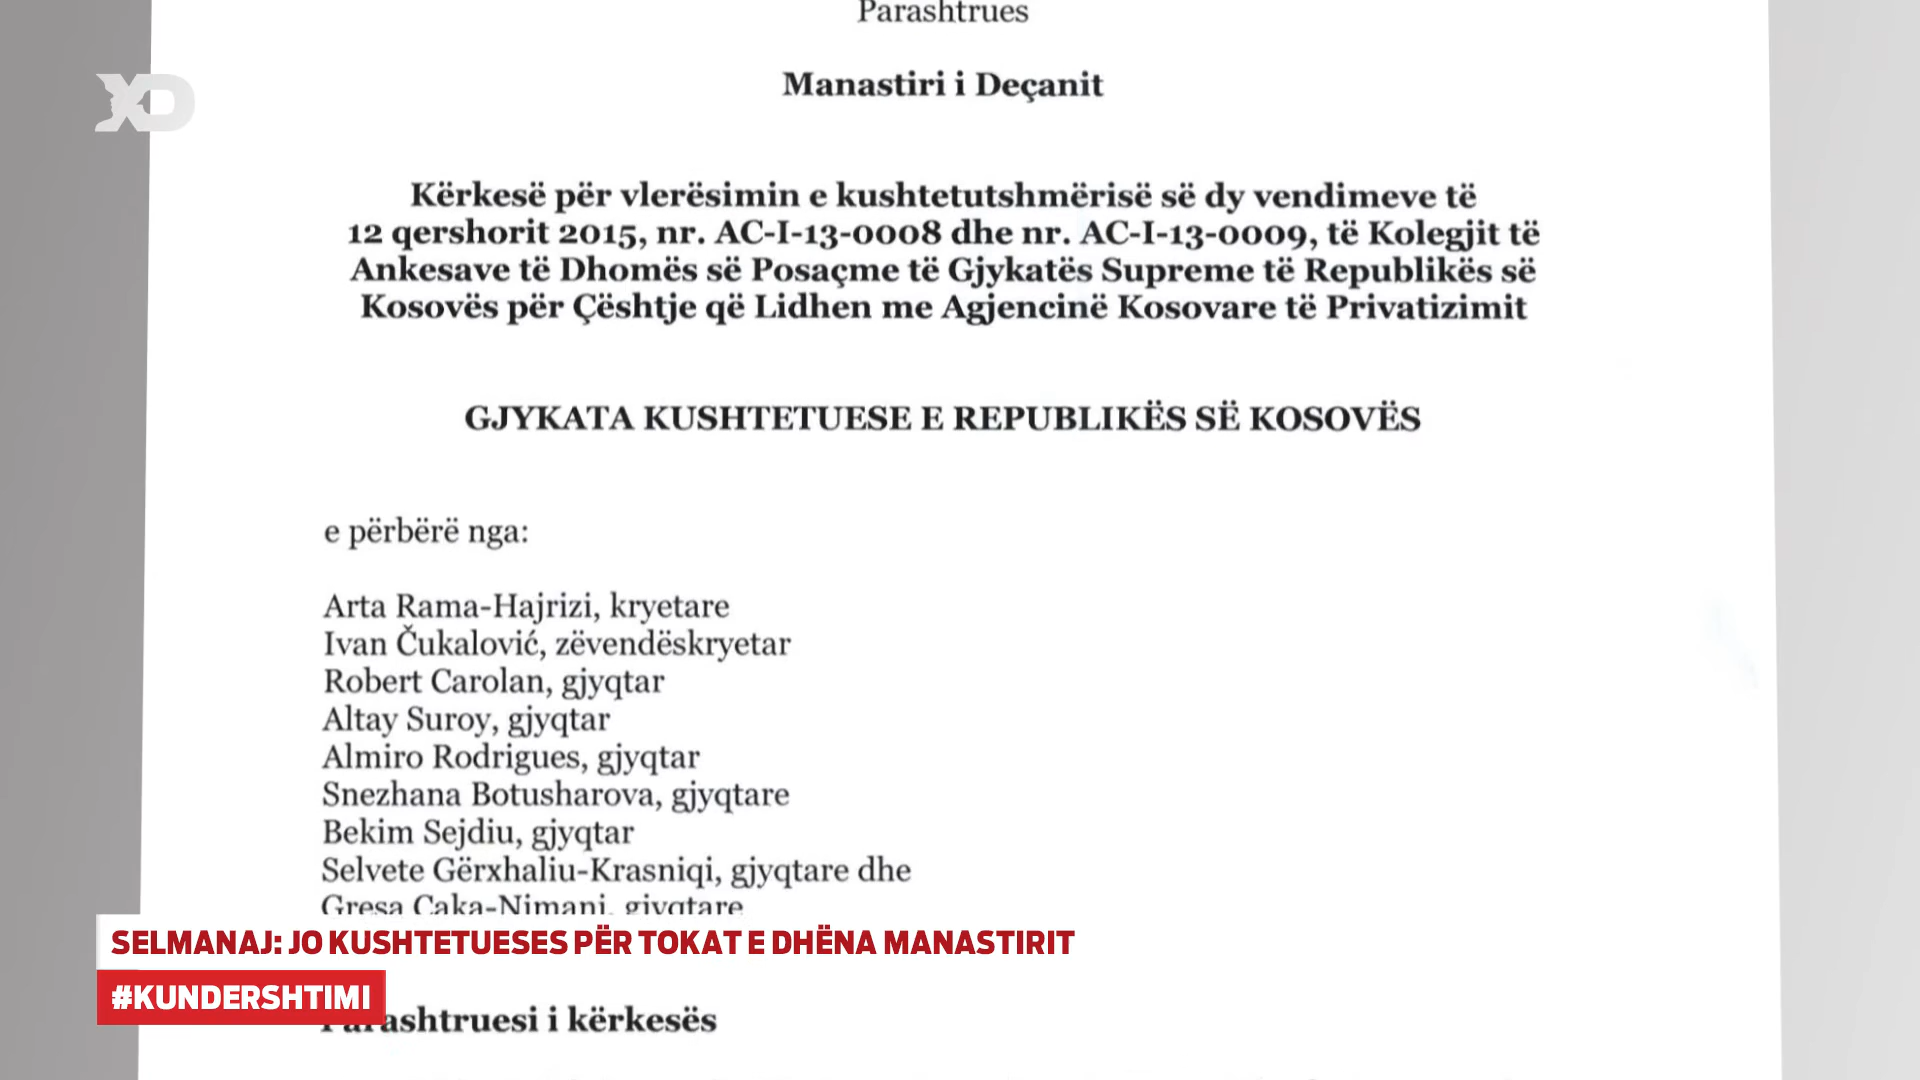 Parashtrues
Manastiri i Deçanit
XD
Kërkesë për vlerësimin e kushtetutshmërisë së dy vendimeve të
12 qershorit 2015, nr. AC-I-13-0008 dhe nr. AC-I-13-0009, të Kolegjit të
Ankesave të Dhomës së Posaçme të Gjykatës Supreme të Republikës së
Kosovës për Çështje që Lidhen me Agjencinë Kosovare të Privatizimit
GJYKATA KUSHTETUESE E REPUBLIKËS SË KOSOVËS
e përbërë nga:
Arta Rama-Hajrizi, kryetare
Ivan Čukalović, zëvendëskryetar
Robert Carolan, gjyqtar
Altay Suroy, gjyqtar
Almiro Rodrigues, gjyqtar
Snezhana Botusharova, gjyqtare
Bekim Sejdiu, gjyqtar
Selvete Gërxhaliu-Krasniqi, gjyqtare dhe
Gresa Caka-Nimani, gjyqtare
SELMANAJ: JO KUSHTETUESES PËR TOKAT E DHËNA MANASTIRIT
#KUNDERSHTIMI
Parashtruesi i kërkesës